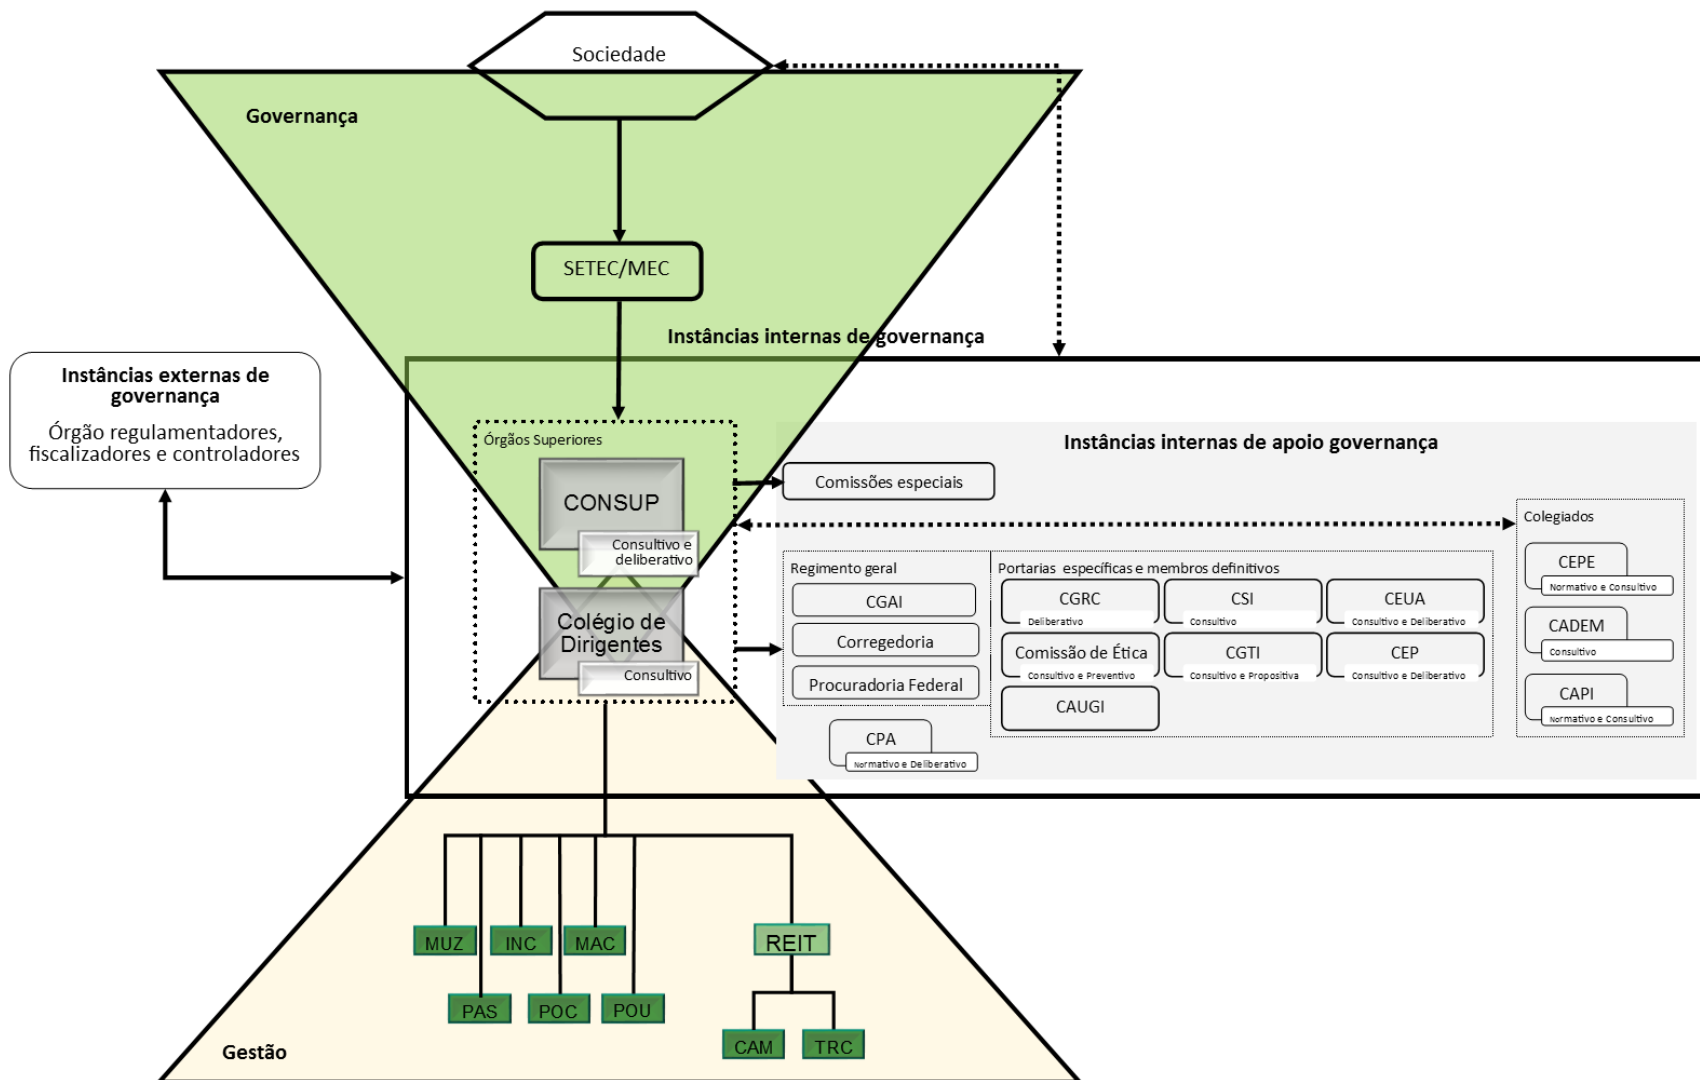 Sociedade
Governança
SETEC/MEC
Instâncias internas de governança
Instâncias externas de
governança
Órgão regulamentadores,
fiscalizadores e controladores
Órgãos Superiores
CONSUP
Consultivo e
deliberativo
Colégio de
Dirigentes
Consultivo
Instâncias internas de apoio governança
Comissões especiais
Regimento geral
CGAI
Corregedoria
Procuradoria Federal
CPA
Normativo e Deliberativo
Portarias específicas e membros definitivos
CGRC
Deliberativo
CSI
Consultivo
CEUA
Consultivo e Deliberativo
Comissão de Ética
Consultivo e Preventivo
CGTI
Consultivo e Propositiva
CEP
Consultivo e Deliberativo
CAUGI
Colegiados
CEPE
Normativo e Consultivo
CADEM
Consultivo
CAPI
Normativo e Consultivo
MUZ
INC
MAC
REIT
PAS
POC
POU
CAM
TRC
Gestão